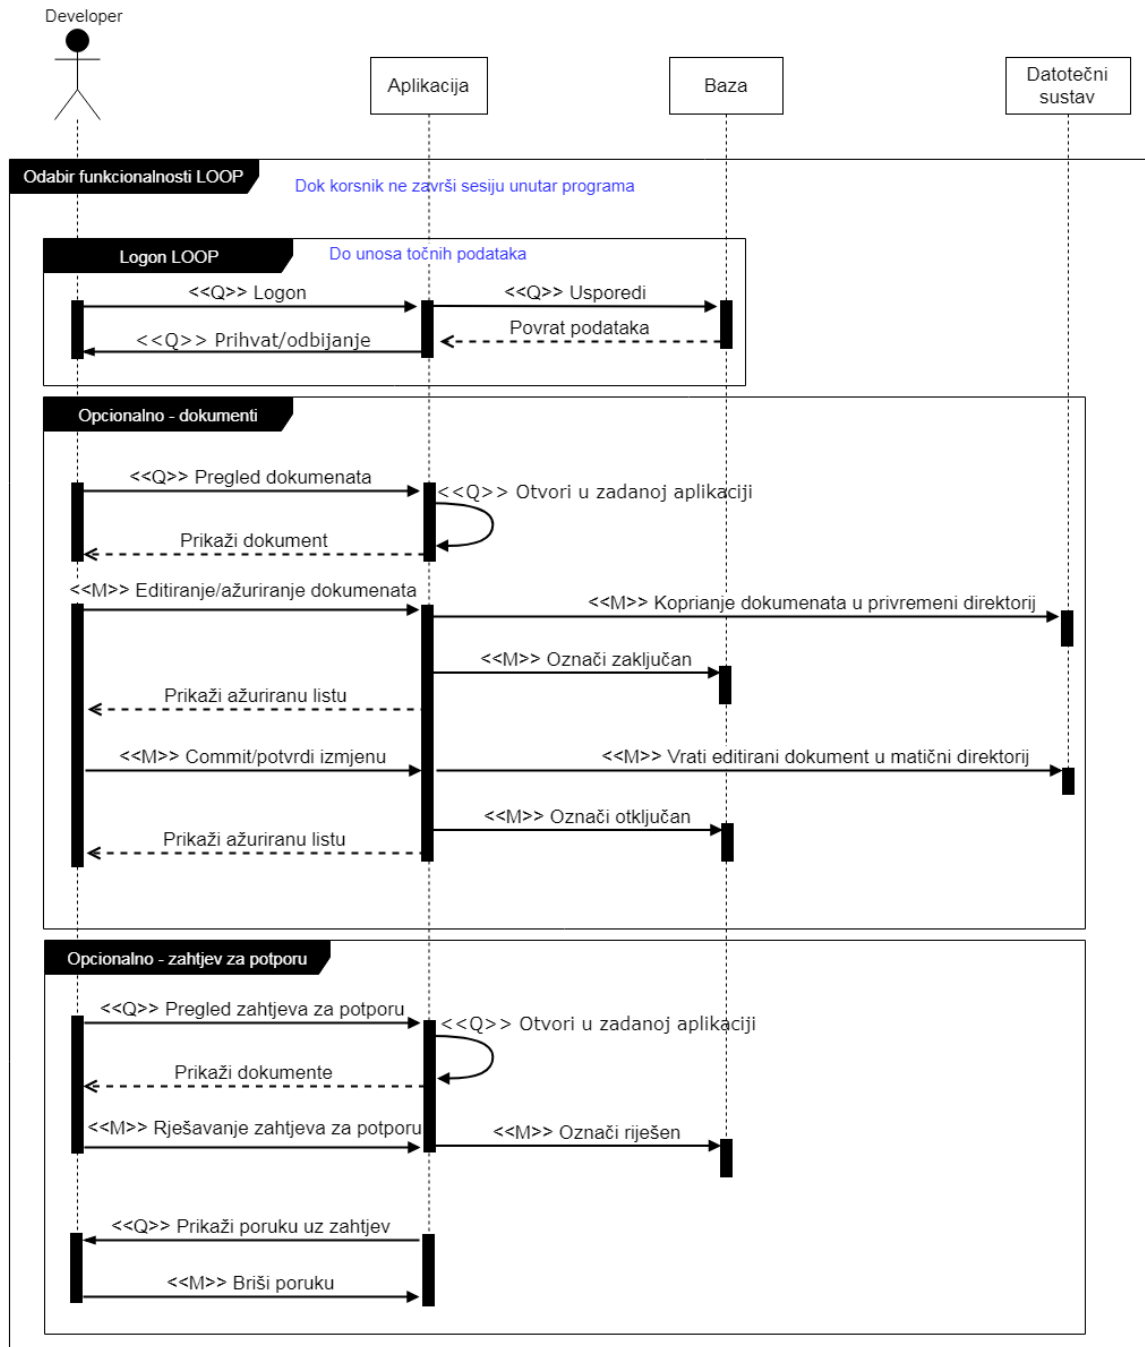 Developer
Aplikacija
Baza
Datotečni
sustav
Odabir funkcionalnosti LOOP
Dok korsnik ne završi sesiju unutar programa
Logon LOOP
Do unosa točnih podataka
<<Q>> Logon
<<Q>> Usporedi
Povrat podataka
<<Q>> Prihvat/odbijanje
Opcionalno - dokumenti
<<Q>> Pregled dokumenata
<<Q>> Otvori u zadanoj aplikaciji
Prikaži dokument
<<M>> Editiranje/ažuriranje dokumenata
<<M>> Koprianje dokumenata u privremeni direktorij
<<M>> Označi zaključan
Prikaži ažuriranu listu
<<M>> Commit/potvrdi izmjenu
<<M>> Vrati editirani dokument u matični direktorij
<<M>> Označi otključan
Prikaži ažuriranu listu
Opcionalno - zahtjev za potporu
<<Q>> Pregled zahtjeva za potporu
<<Q>> Otvori u zadanoj aplikaciji
Prikaži dokumente
<<M>> Rješavanje zahtjeva za potporu
<<M>> Označi riješen
<<Q>> Prikaži poruku uz zahtjev
<<M>> Briši poruku